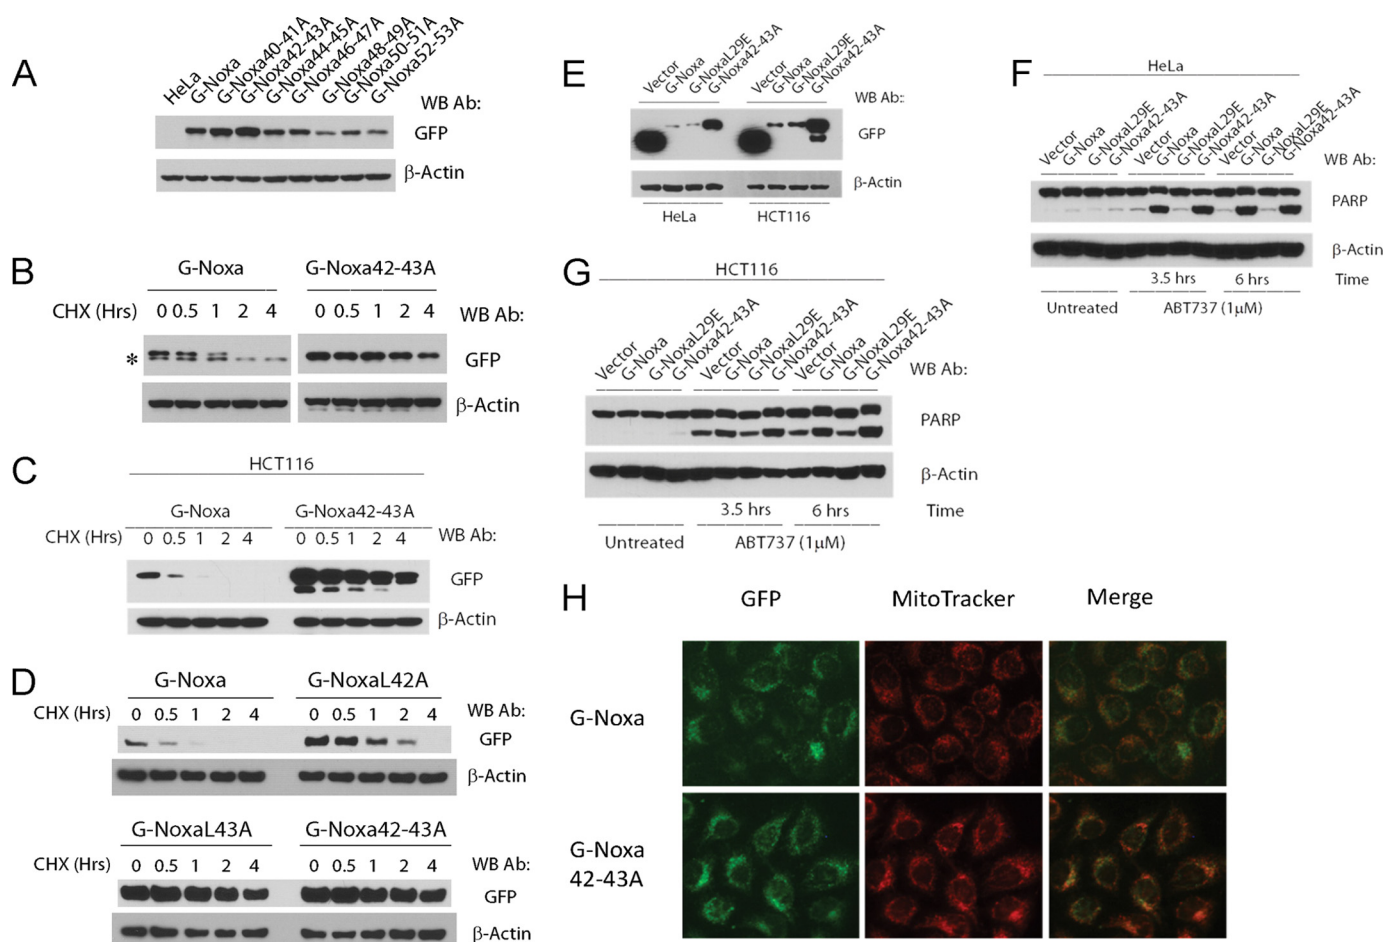 A
HeLa
G-Noxa
G-Noxa40-41A
G-Noxa42-43A
G-Noxa44-45A
G-Noxa46-47A
G-Noxa48-49A
G-Noxa50-51A
G-Noxa52-53A
WB Ab:
GFP
β-Actin
B
G-Noxa G-Noxa42-43A
CHX (Hrs) 0 0.5 1 2 4 0 0.5 1 2 4 WB Ab:
* GFP
β-Actin
C
HCT116
G-Noxa G-Noxa42-43A
CHX (Hrs) 0 0.5 1 2 4 0 0.5 1 2 4 WB Ab:
GFP
β-Actin
D
G-Noxa G-NoxaL42A
CHX (Hrs) 0 0.5 1 2 4 0 0.5 1 2 4 WB Ab:
GFP
β-Actin
G-NoxaL43A G-Noxa42-43A
CHX (Hrs) 0 0.5 1 2 4 0 0.5 1 2 4 WB Ab:
GFP
β-Actin
E
Vector G-Noxa G-NoxaL29E G-Noxa42-43A Vector G-Noxa G-NoxaL29E G-Noxa42-43A
WB Ab::
GFP
β-Actin
HeLa HCT116
F
HeLa
Vector G-Noxa G-NoxaL29E G-Noxa42-43A Vector G-Noxa G-NoxaL29E G-Noxa42-43A Vector G-Noxa G-NoxaL29E G-Noxa42-43A
WB Ab:
PARP
β-Actin
3.5 hrs 6 hrs Time
Untreated ABT737 (1μM)
G
HCT116
Vector G-Noxa G-NoxaL29E G-Noxa42-43A Vector G-Noxa G-NoxaL29E G-Noxa42-43A Vector G-Noxa G-NoxaL29E G-Noxa42-43A
WB Ab:
PARP
β-Actin
3.5 hrs 6 hrs Time
Untreated ABT737 (1μM)
H
GFP MitoTracker Merge
G-Noxa
G-Noxa
42-43A